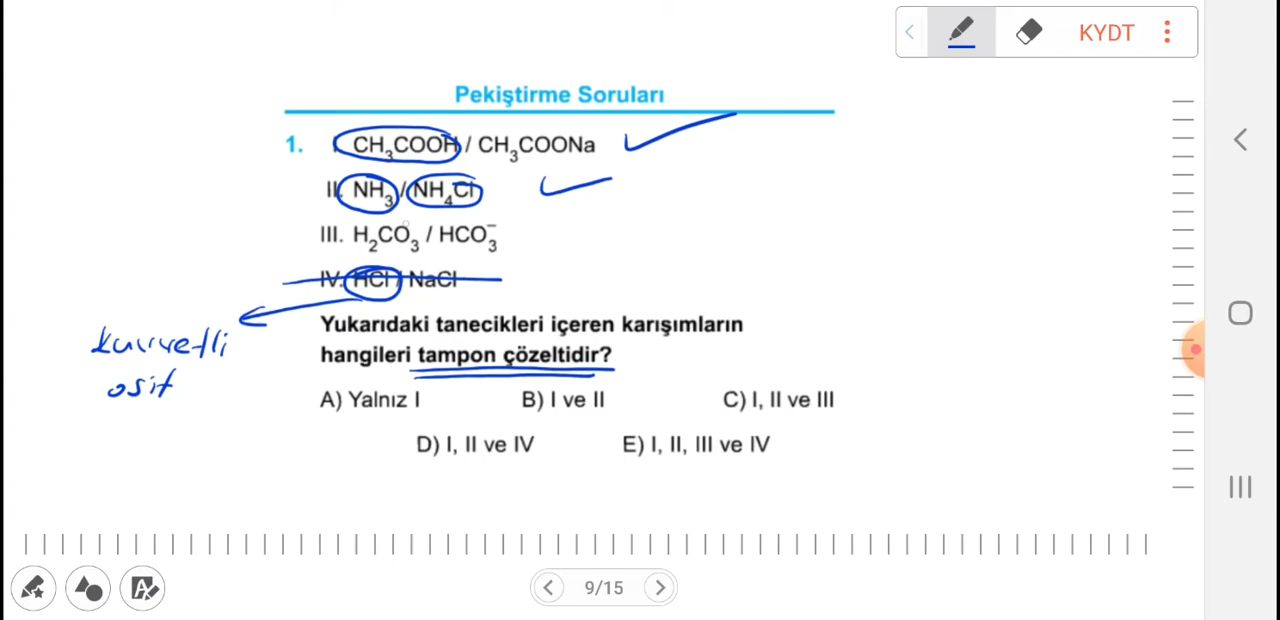 KYDT
Pekiştirme Soruları
1. I. CH₃COOH / CH₃COONa
II. NH₃ / NH₄Cl
III. H₂CO₃ / HCO₃⁻
IV. HCl / NaCl
kuvvetli
asit
Yukarıdaki tanecikleri içeren karışımların
hangileri tampon çözeltidir?
A) Yalnız I B) I ve II C) I, II ve III
D) I, II ve IV E) I, II, III ve IV
9/15